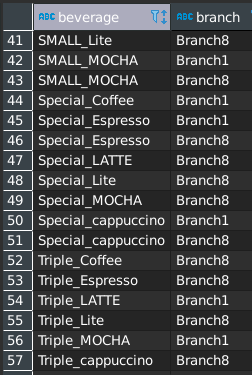 ABC beverage ABC branch
41 SMALL_Lite Branch8
42 SMALL_MOCHA Branch1
43 SMALL_MOCHA Branch8
44 Special_Coffee Branch1
45 Special_Espresso Branch1
46 Special_Espresso Branch8
47 Special_LATTE Branch8
48 Special_Lite Branch8
49 Special_MOCHA Branch8
50 Special_cappuccino Branch1
51 Special_cappuccino Branch8
52 Triple_Coffee Branch8
53 Triple_Espresso Branch8
54 Triple_LATTE Branch1
55 Triple_Lite Branch8
56 Triple_MOCHA Branch1
57 Triple_cappuccino Branch8